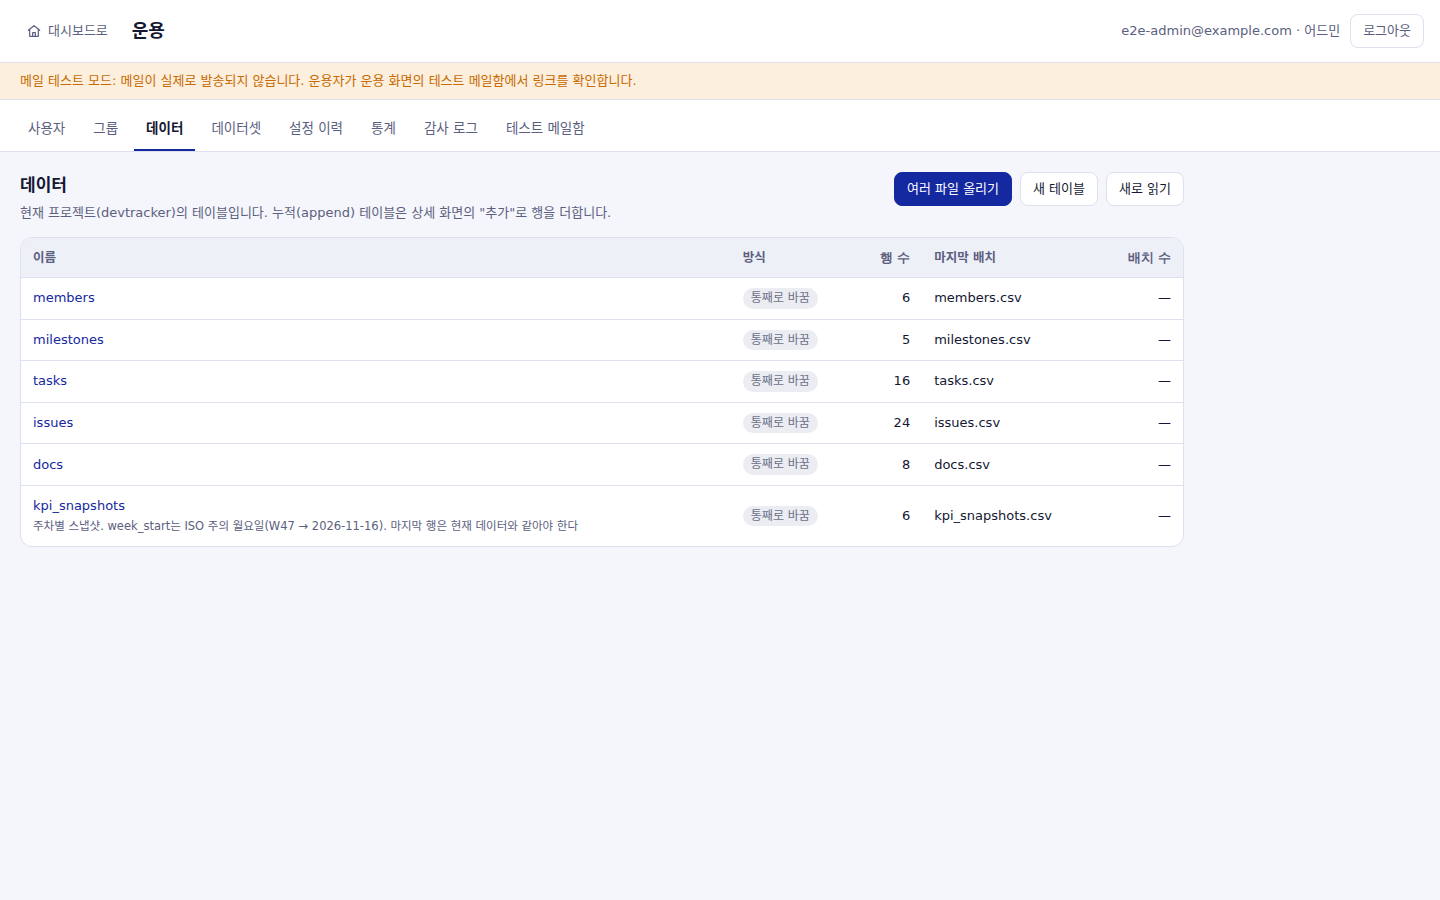 대시보드로 운용 e2e-admin@example.com · 어드민 로그아웃
메일 테스트 모드: 메일이 실제로 발송되지 않습니다. 운용자가 운용 화면의 테스트 메일함에서 링크를 확인합니다.
사용자 그룹 데이터 데이터셋 설정 이력 통계 감사 로그 테스트 메일함
데이터 여러 파일 올리기 새 테이블 새로 읽기
현재 프로젝트(devtracker)의 테이블입니다. 누적(append) 테이블은 상세 화면의 "추가"로 행을 더합니다.
이름 방식 행 수 마지막 배치 배치 수
members 통째로 바꿈 6 members.csv —
milestones 통째로 바꿈 5 milestones.csv —
tasks 통째로 바꿈 16 tasks.csv —
issues 통째로 바꿈 24 issues.csv —
docs 통째로 바꿈 8 docs.csv —
kpi_snapshots 통째로 바꿈 6 kpi_snapshots.csv —
주차별 스냅샷. week_start는 ISO 주의 월요일(W47 → 2026-11-16). 마지막 행은 현재 데이터와 같아야 한다